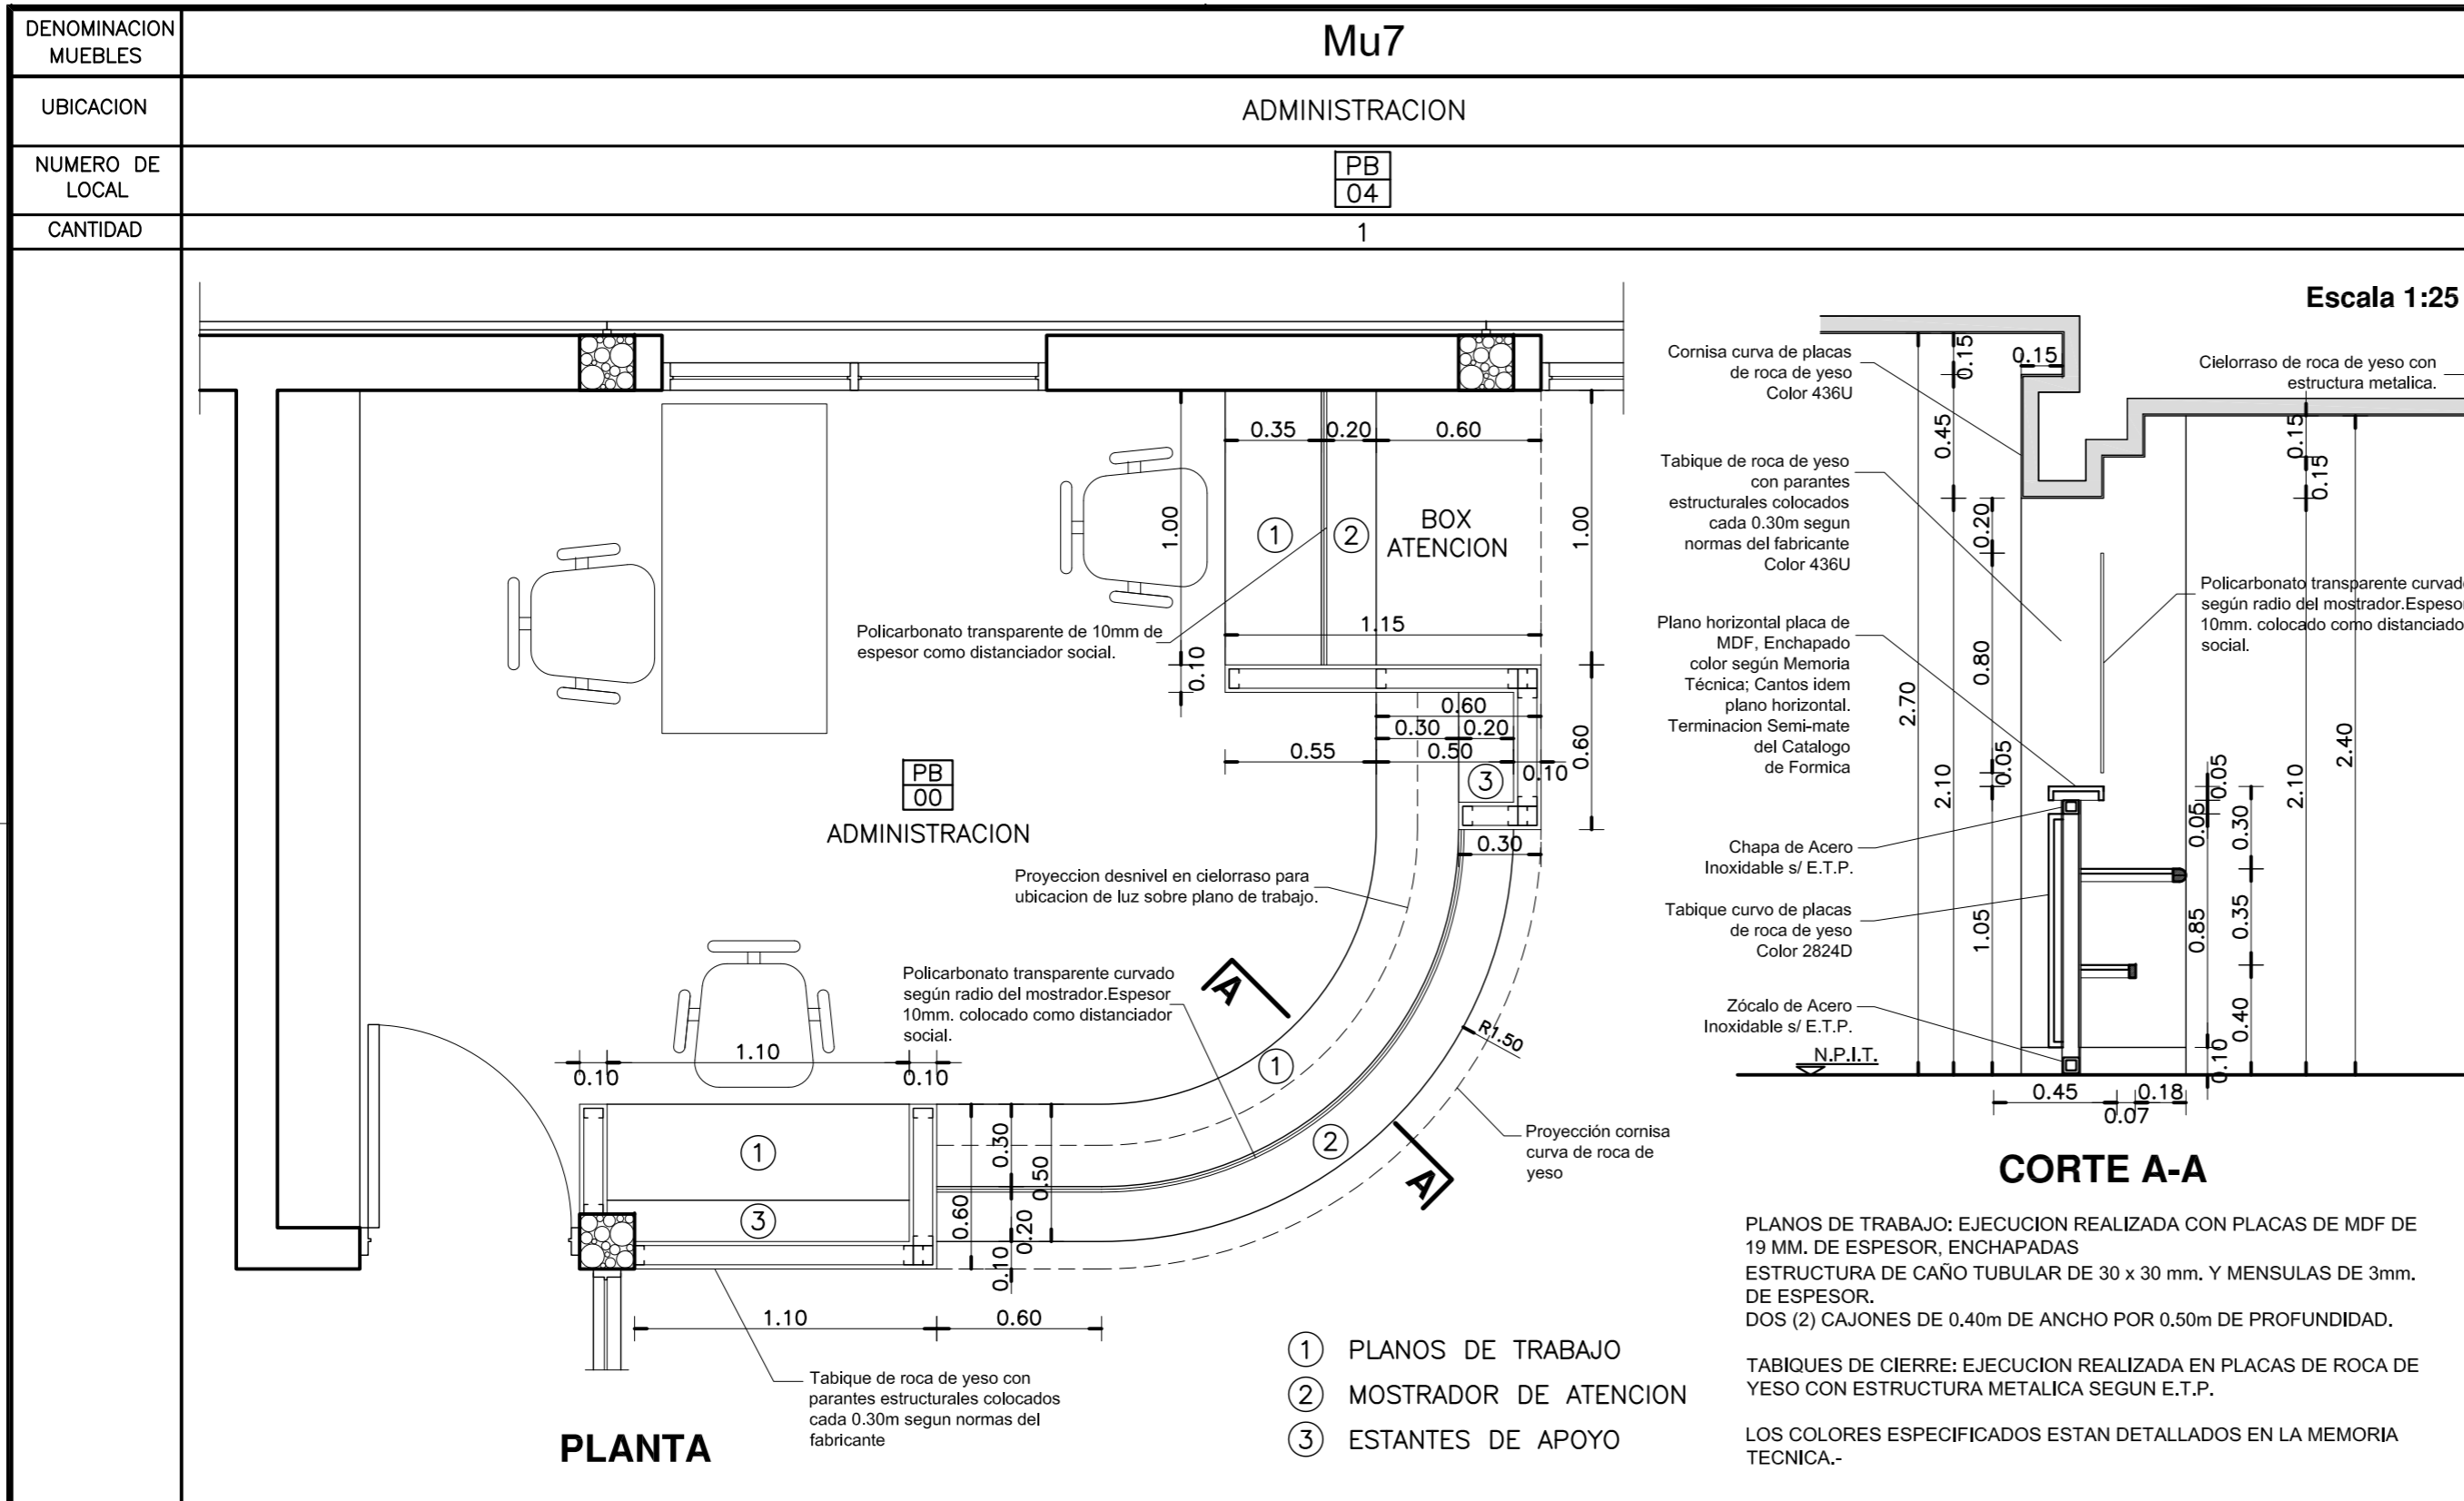 DENOMINACION
MUEBLES
Mu7
UBICACION
ADMINISTRACION
NUMERO DE
LOCAL
PB
04
CANTIDAD
1
0.35
0.20
0.60
1.00
1
2
BOX
ATENCION
1.00
1.15
Policarbonato transparente de 10mm de
espesor como distanciador social.
0.10
0.60
0.30
0.20
0.55
0.50
0.60
3
0.10
0.30
PB
00
ADMINISTRACION
Proyeccion desnivel en cielorraso para
ubicacion de luz sobre plano de trabajo.
Policarbonato transparente curvado
según radio del mostrador.Espesor
10mm. colocado como distanciador
social.
A
R1.50
1.10
0.10
0.10
1
1
2
3
0.30
0.50
0.60
0.20
0.10
A
Proyección cornisa
curva de roca de
yeso
1.10
0.60
Tabique de roca de yeso con
parantes estructurales colocados
cada 0.30m segun normas del
fabricante
PLANTA
1 PLANOS DE TRABAJO
2 MOSTRADOR DE ATENCION
3 ESTANTES DE APOYO
Escala 1:25
Cornisa curva de placas
de roca de yeso
Color 436U
Tabique de roca de yeso
con parantes
estructurales colocados
cada 0.30m segun
normas del fabricante
Color 436U
Plano horizontal placa de
MDF, Enchapado
color según Memoria
Técnica; Cantos idem
plano horizontal.
Terminacion Semi-mate
del Catalogo
de Formica
Chapa de Acero
Inoxidable s/ E.T.P.
Tabique curvo de placas
de roca de yeso
Color 2824D
Zócalo de Acero
Inoxidable s/ E.T.P.
N.P.I.T.
Cielorraso de roca de yeso con
estructura metalica.
Policarbonato transparente curvado
según radio del mostrador.Espesor
10mm. colocado como distanciador
social.
0.15
0.15
0.45
0.20
0.80
2.70
0.05
2.10
1.05
0.15
0.15
2.40
2.10
0.05
0.05
0.30
0.35
0.85
0.40
0.10
0.45
0.07
0.18
CORTE A-A
PLANOS DE TRABAJO: EJECUCION REALIZADA CON PLACAS DE MDF DE
19 MM. DE ESPESOR, ENCHAPADAS
ESTRUCTURA DE CAÑO TUBULAR DE 30 x 30 mm. Y MENSULAS DE 3mm.
DE ESPESOR.
DOS (2) CAJONES DE 0.40m DE ANCHO POR 0.50m DE PROFUNDIDAD.
TABIQUES DE CIERRE: EJECUCION REALIZADA EN PLACAS DE ROCA DE
YESO CON ESTRUCTURA METALICA SEGUN E.T.P.
LOS COLORES ESPECIFICADOS ESTAN DETALLADOS EN LA MEMORIA
TECNICA.-